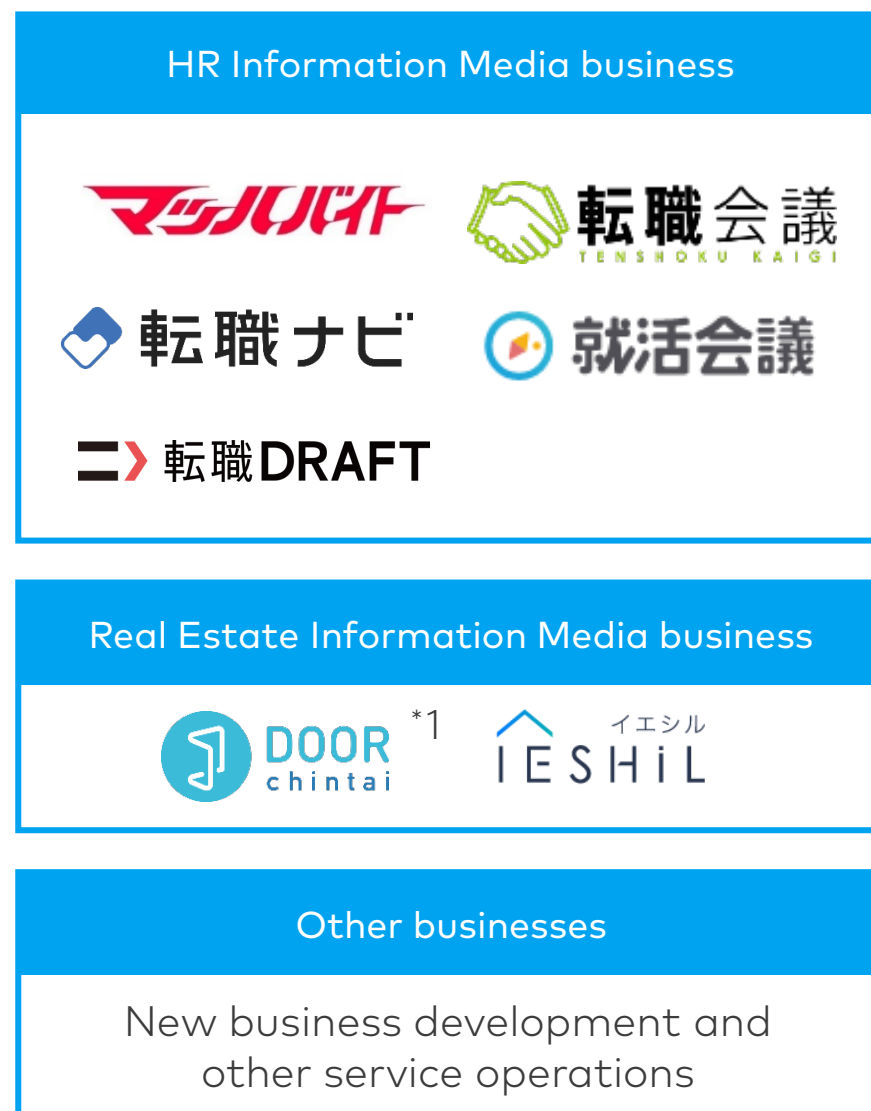 HR Information Media business
マッハバイト
転職会議
TENSHOKU KAIGI
転職ナビ
就活会議
転職DRAFT
Real Estate Information Media business
DOOR
chintai
*1
イエシル
IESHiL
Other businesses
New business development and
other service operations